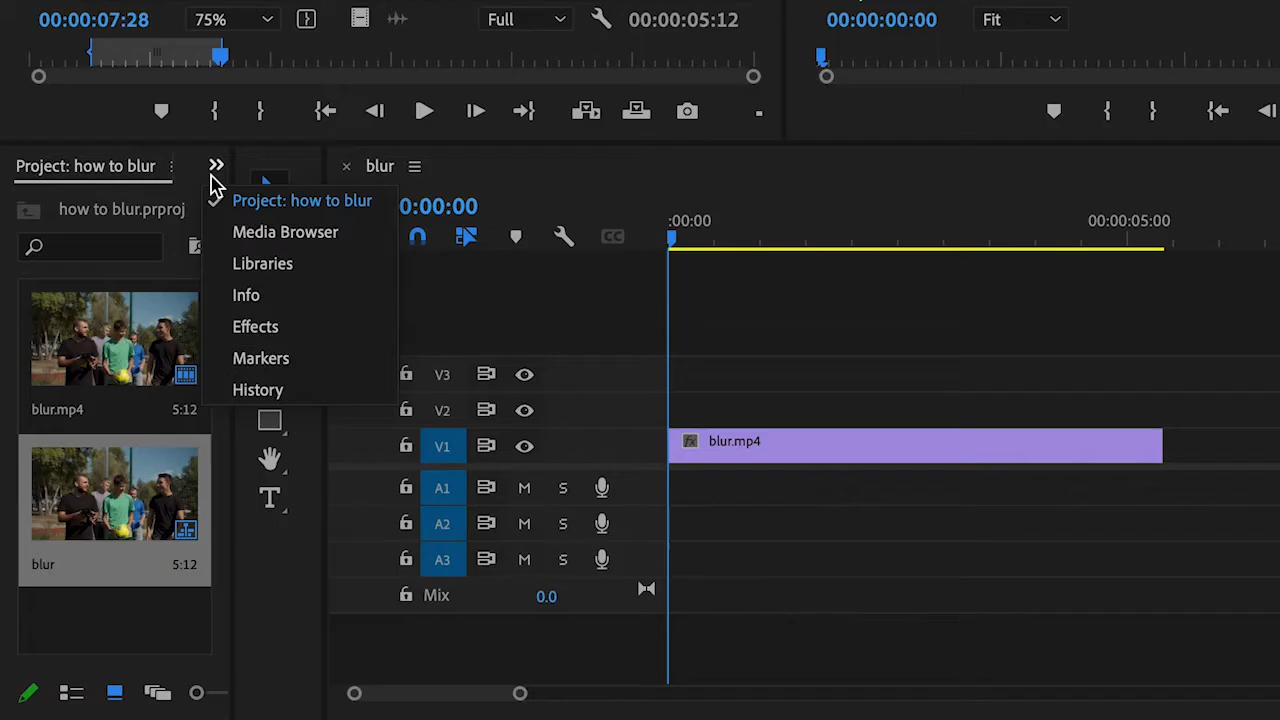 00:00:07:28
75%
Full
00:00:05:12
00:00:00:00
Fit
Project: how to blur
how to blur.prproj
blur.mp4 5:12
blur 5:12
Project: how to blur
Media Browser
Libraries
Info
Effects
Markers
History
T
× blur
0:00:00
CC
:00:00
00:00:05:00
V3
V2
V1
fx blur.mp4
A1 M S
A2 M S
A3 M S
Mix 0.0